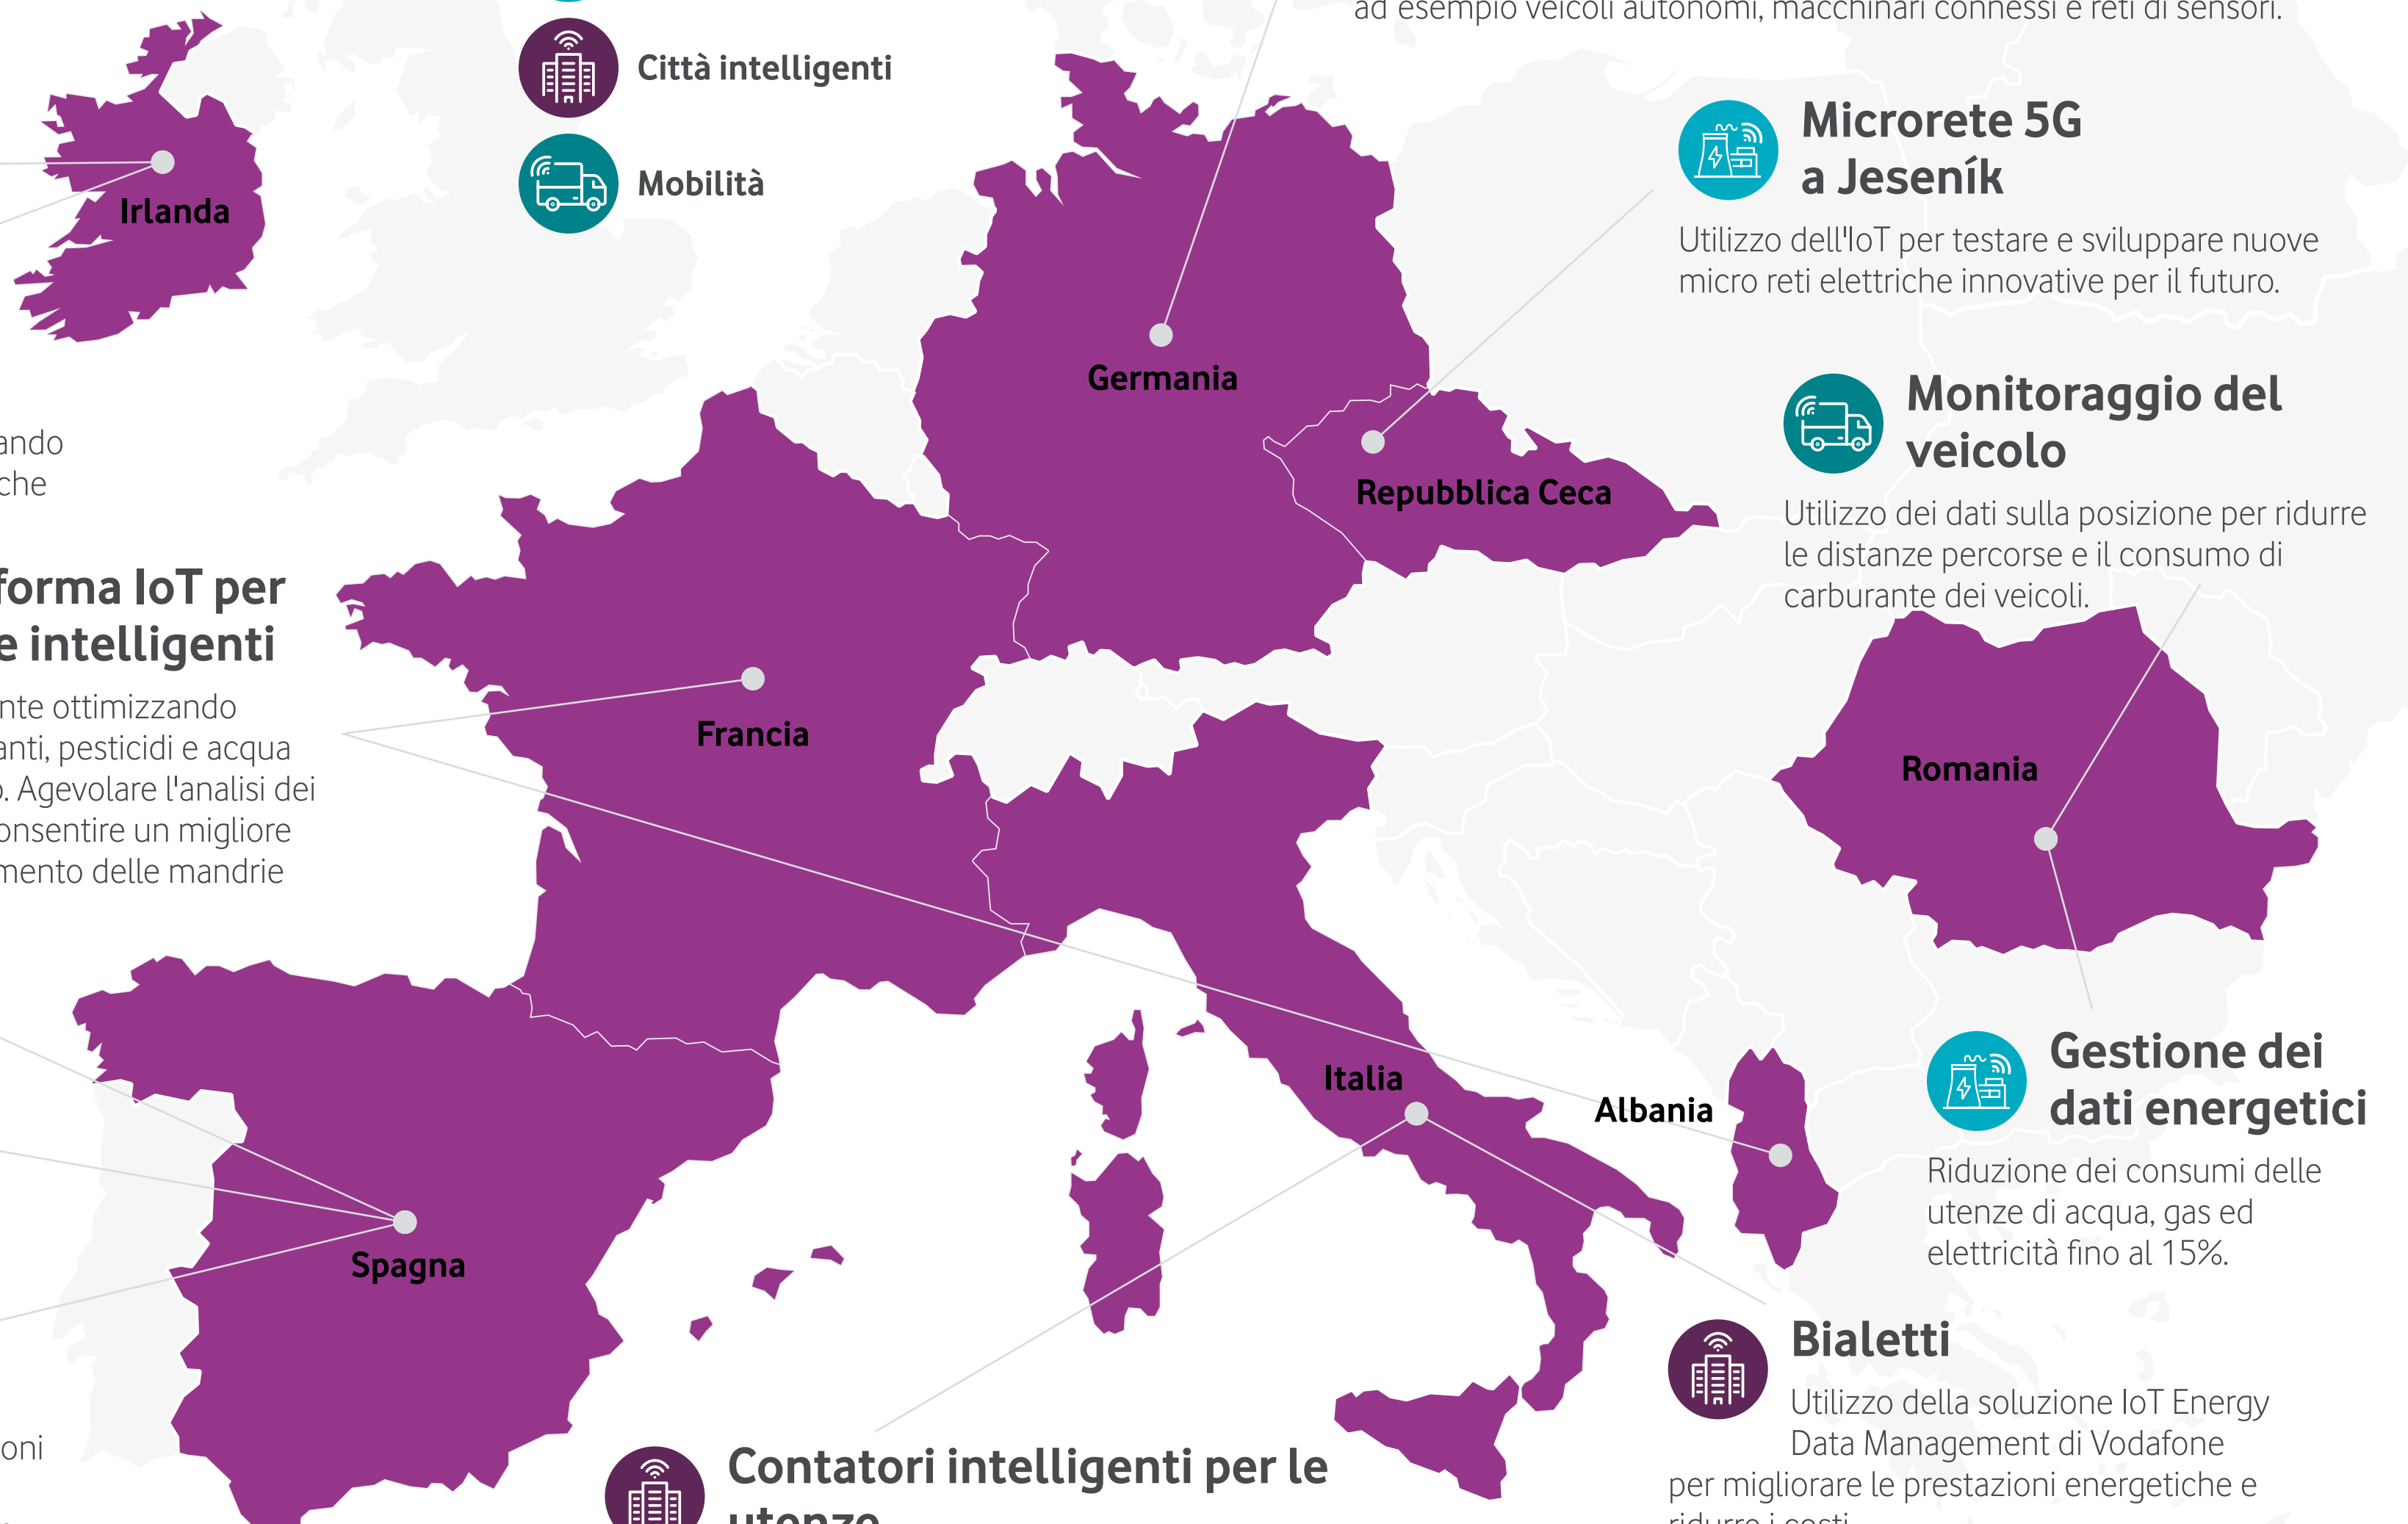 ad esempio veicoli autonomi, macchinari connessi e reti di sensori.
Città intelligenti
Mobilità
Microrete 5G
a Jeseník
Utilizzo dell'IoT per testare e sviluppare nuove
micro reti elettriche innovative per il futuro.
Irlanda
Germania
Monitoraggio del
veicolo
Utilizzo dei dati sulla posizione per ridurre
le distanze percorse e il consumo di
carburante dei veicoli.
Repubblica Ceca
ando
che
forma IoT per
e intelligenti
nte ottimizzando
anti, pesticidi e acqua
. Agevolare l'analisi dei
onsentire un migliore
mento delle mandrie
Francia
Romania
Italia
Albania
Gestione dei
dati energetici
Riduzione dei consumi delle
utenze di acqua, gas ed
elettricità fino al 15%.
Spagna
Bialetti
Utilizzo della soluzione IoT Energy
Data Management di Vodafone
per migliorare le prestazioni energetiche e
ridurre i costi
oni
Contatori intelligenti per le
utenze